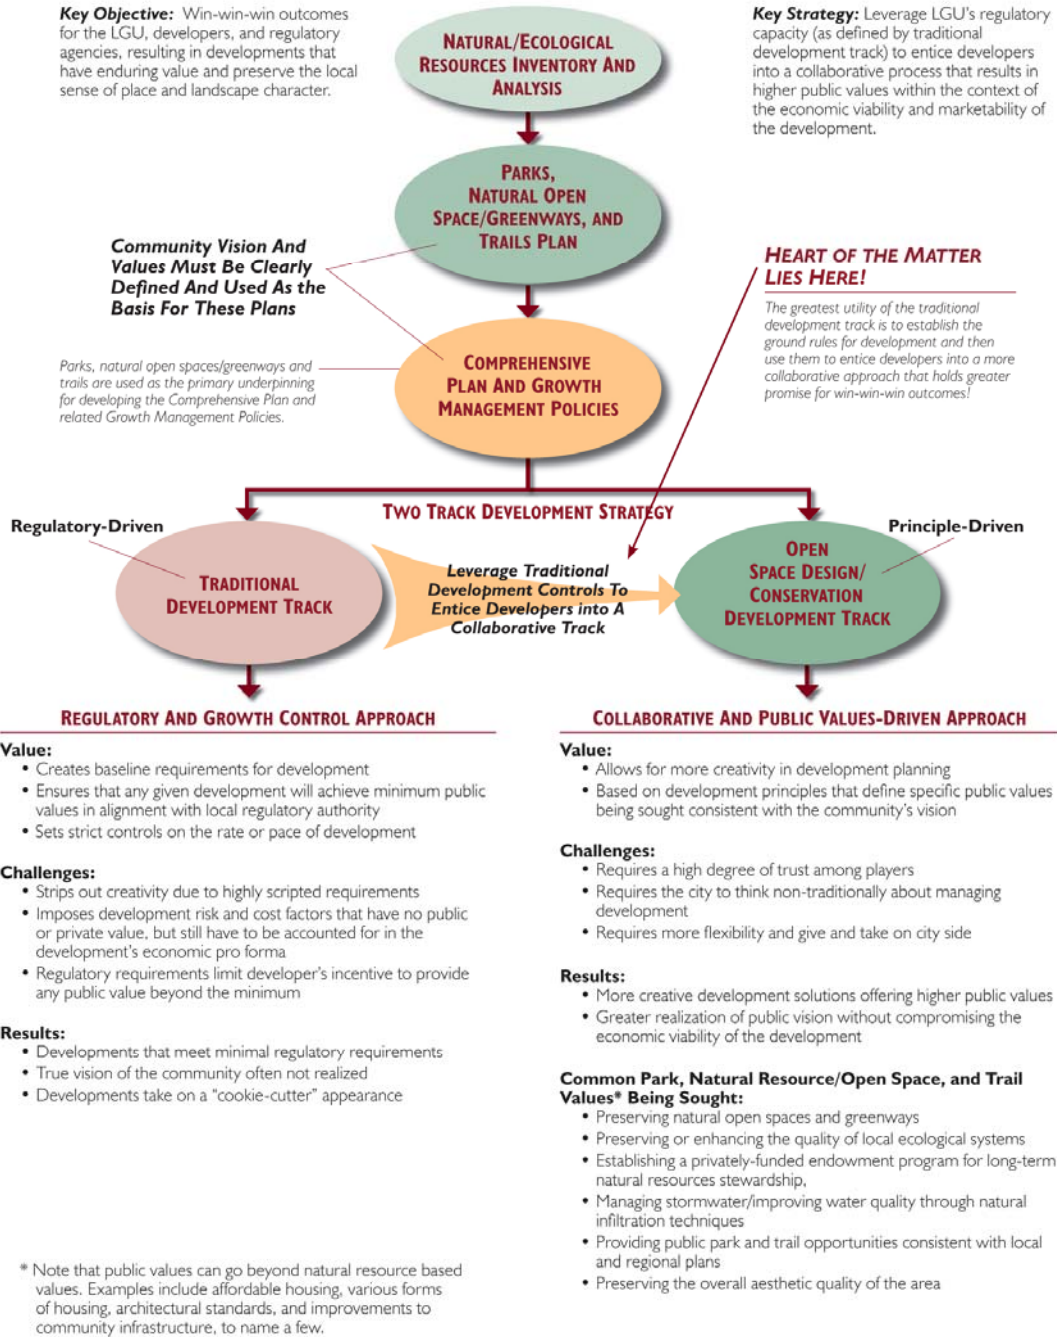 Key Objective: Win-win-win outcomes
for the LGU, developers, and regulatory
agencies, resulting in developments that
have enduring value and preserve the local
sense of place and landscape character.
NATURAL/ECOLOGICAL
RESOURCES INVENTORY AND
ANALYSIS
Key Strategy: Leverage LGU's regulatory
capacity (as defined by traditional
development track) to entice developers
into a collaborative process that results in
higher public values within the context of
the economic viability and marketability of
the development.
PARKS,
NATURAL OPEN
SPACE/GREENWAYS, AND
TRAILS PLAN
Community Vision And
Values Must Be Clearly
Defined And Used As the
Basis For These Plans
HEART OF THE MATTER
LIES HERE!
The greatest utility of the traditional
development track is to establish the
ground rules for development and then
use them to entice developers into a more
collaborative approach that holds greater
promise for win-win-win outcomes!
Parks, natural open spaces/greenways and
trails are used as the primary underpinning
for developing the Comprehensive Plan and
related Growth Management Policies.
COMPREHENSIVE
PLAN AND GROWTH
MANAGEMENT POLICIES
TWO TRACK DEVELOPMENT STRATEGY
Regulatory-Driven
Principle-Driven
TRADITIONAL
DEVELOPMENT TRACK
Leverage Traditional
Development Controls To
Entice Developers into A
Collaborative Track
OPEN
SPACE DESIGN/
CONSERVATION
DEVELOPMENT TRACK
REGULATORY AND GROWTH CONTROL APPROACH
Value:
• Creates baseline requirements for development
• Ensures that any given development will achieve minimum public
values in alignment with local regulatory authority
• Sets strict controls on the rate or pace of development
Challenges:
• Strips out creativity due to highly scripted requirements
• Imposes development risk and cost factors that have no public
or private value, but still have to be accounted for in the
development's economic pro forma
• Regulatory requirements limit developer's incentive to provide
any public value beyond the minimum
Results:
• Developments that meet minimal regulatory requirements
• True vision of the community often not realized
• Developments take on a "cookie-cutter" appearance
* Note that public values can go beyond natural resource based
values. Examples include affordable housing, various forms
of housing, architectural standards, and improvements to
community infrastructure, to name a few.
COLLABORATIVE AND PUBLIC VALUES-DRIVEN APPROACH
Value:
• Allows for more creativity in development planning
• Based on development principles that define specific public values
being sought consistent with the community's vision
Challenges:
• Requires a high degree of trust among players
• Requires the city to think non-traditionally about managing
development
• Requires more flexibility and give and take on city side
Results:
• More creative development solutions offering higher public values
• Greater realization of public vision without compromising the
economic viability of the development
Common Park, Natural Resource/Open Space, and Trail
Values* Being Sought:
• Preserving natural open spaces and greenways
• Preserving or enhancing the quality of local ecological systems
• Establishing a privately-funded endowment program for long-term
natural resources stewardship,
• Managing stormwater/improving water quality through natural
infiltration techniques
• Providing public park and trail opportunities consistent with local
and regional plans
• Preserving the overall aesthetic quality of the area